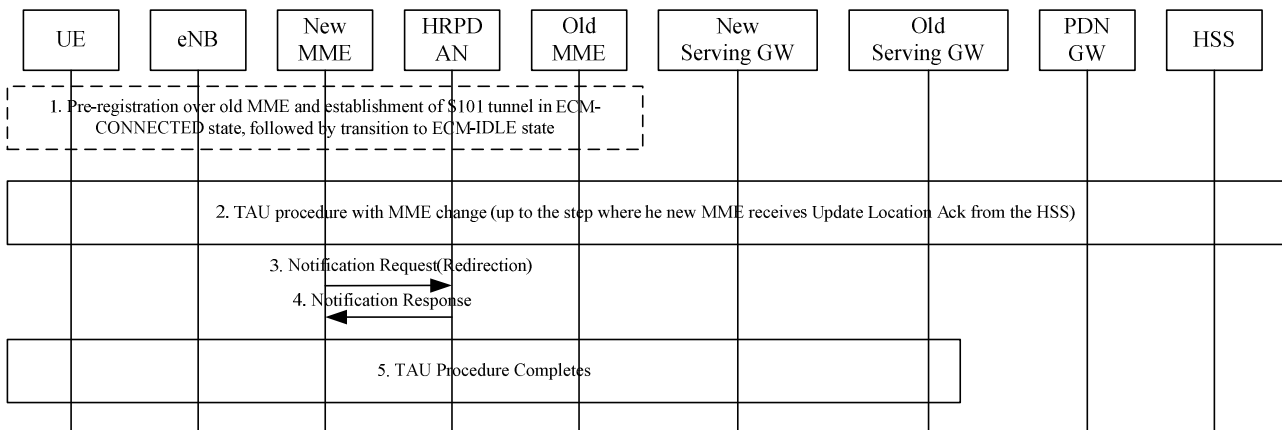 UE
eNB
New
MME
HRPD
AN
Old
MME
New
Serving GW
Old
Serving GW
PDN
GW
HSS
1. Pre-registration over old MME and establishment of S101 tunnel in ECM-
CONNECTED state, followed by transition to ECM-IDLE state
2. TAU procedure with MME change (up to the step where he new MME receives Update Location Ack from the HSS)
3. Notification Request(Redirection)
4. Notification Response
5. TAU Procedure Completes